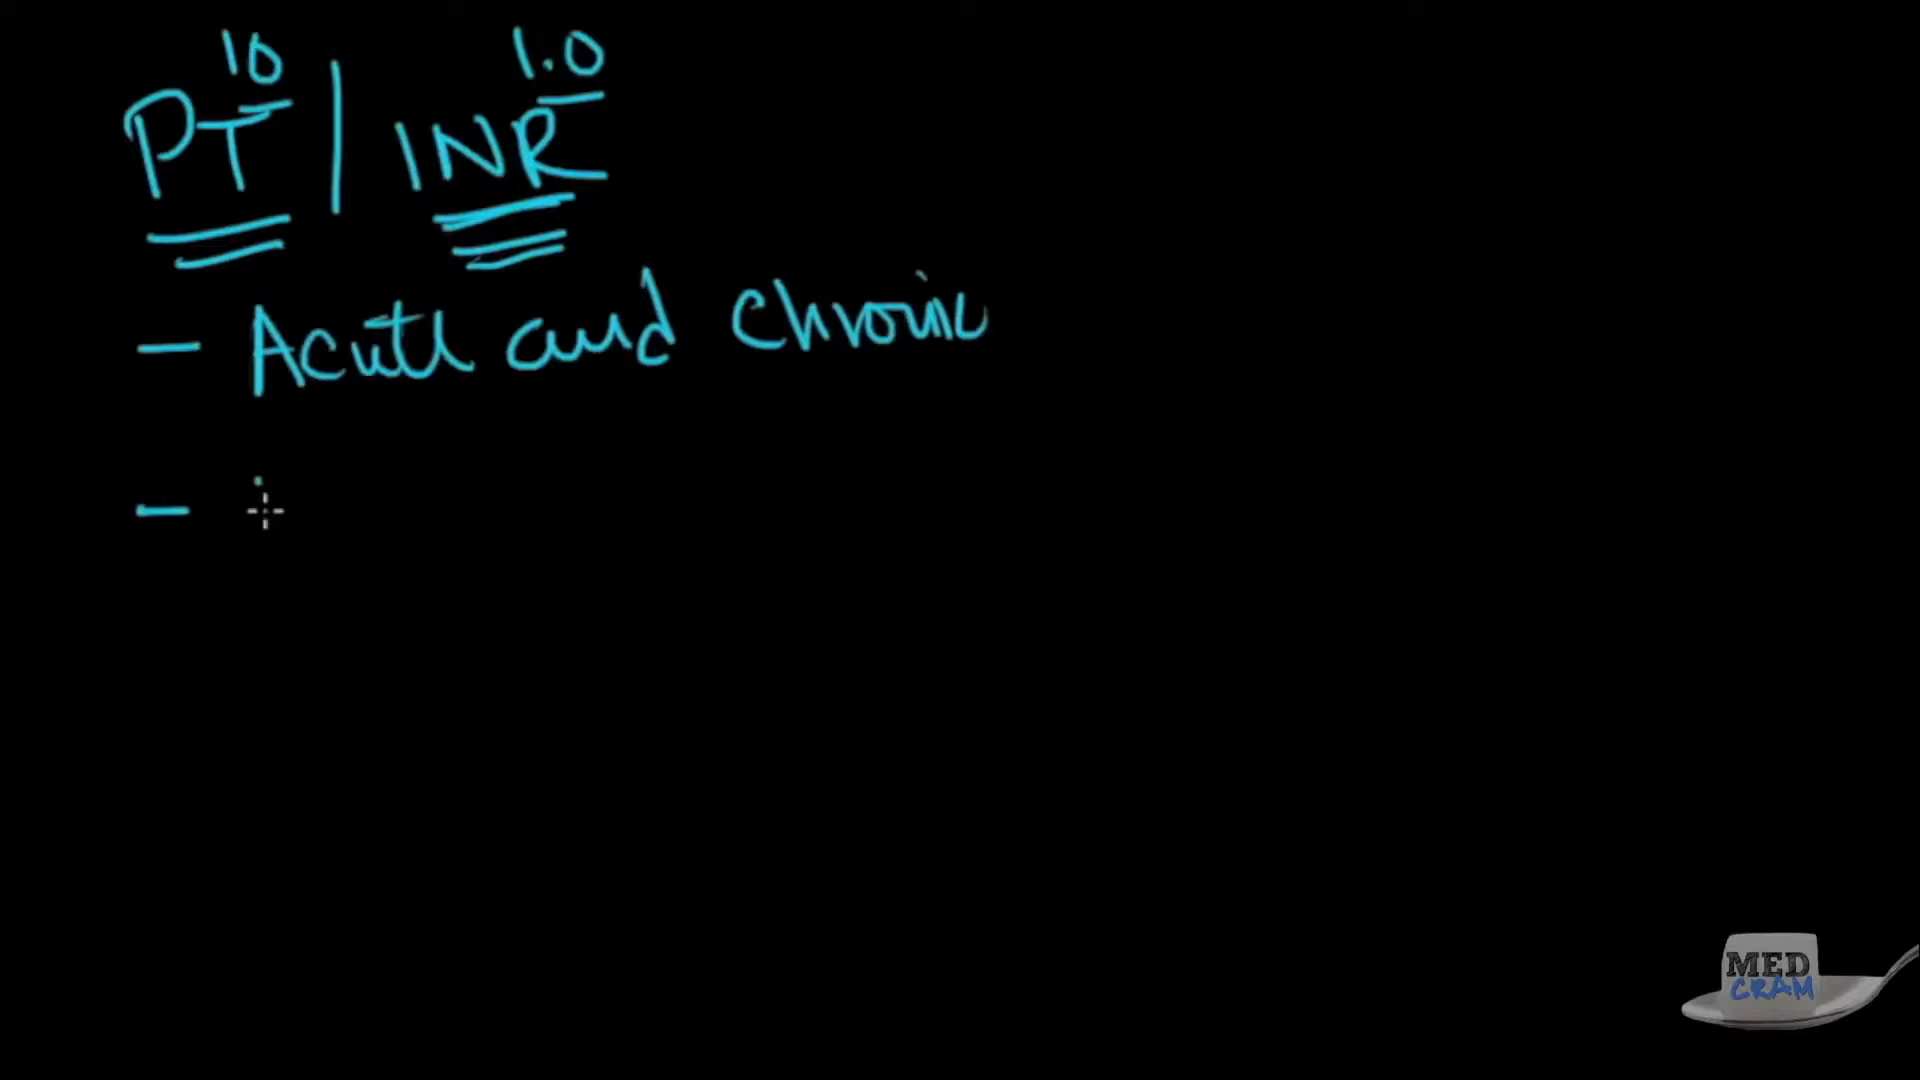 10 1.0
PT | INR
- Acute and chronic
-
MED
CRAM